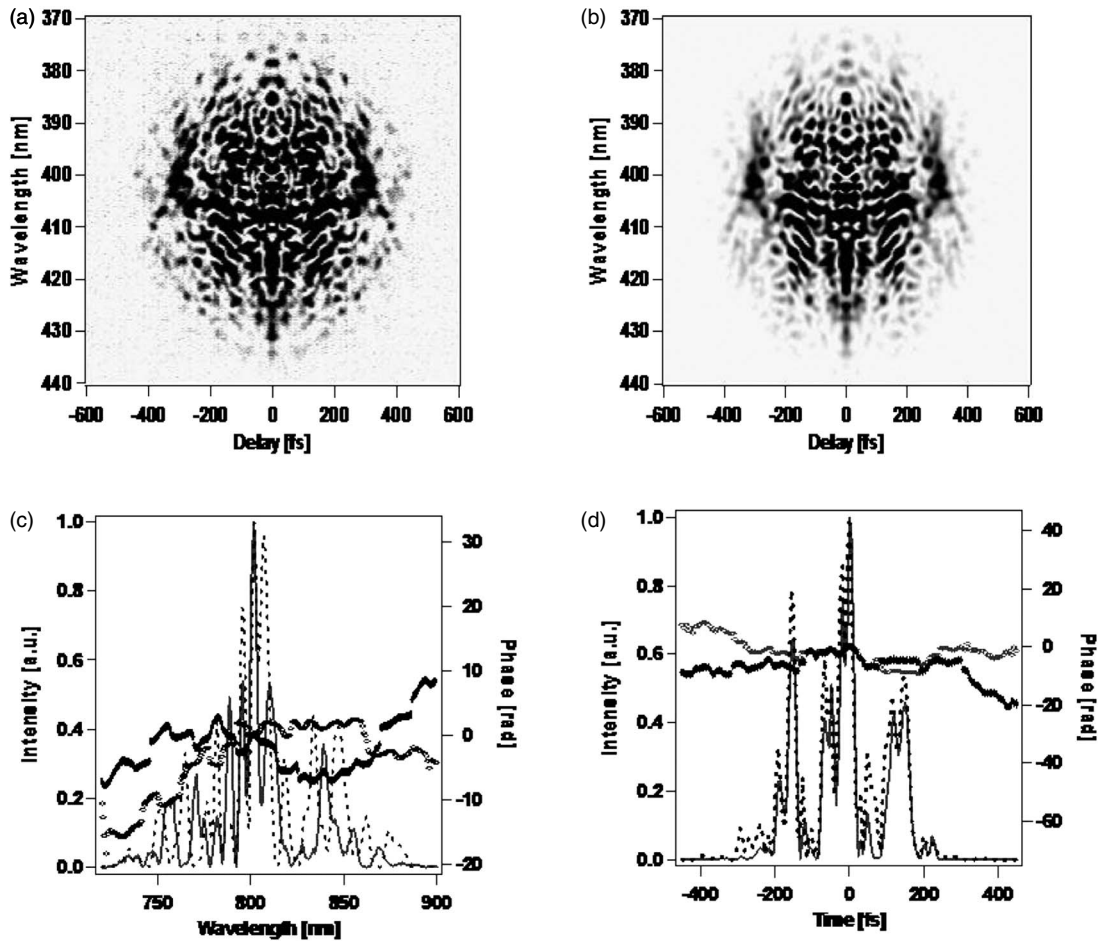 (a)
370
380
390
400
410
420
430
440
Wavelength [nm]
-600 -400 -200 0 200 400 600
Delay [fs]
(b)
370
380
390
400
410
420
430
440
Wavelength [nm]
-600 -400 -200 0 200 400 600
Delay [fs]
(c)
1.0
0.8
0.6
0.4
0.2
0.0
Intensity [a.u.]
30
20
10
0
-10
-20
Phase [rad]
750 800 850 900
Wavelength [nm]
(d)
1.0
0.8
0.6
0.4
0.2
0.0
Intensity [a.u.]
40
20
0
-20
-40
-60
Phase [rad]
-400 -200 0 200 400
Time [fs]